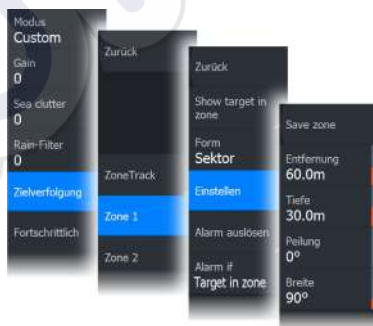 Modus
Custom
Gain
0
Sea clutter
0
Rain-Filter
0
Zielverfolgung
Fortschrittlich
Zurück
ZoneTrack
Zone 1
Zone 2
Zurück
Show target in
zone
Form
Sektor
Einstellen
Alarm auslösen
Alarm if
Target in zone
Save zone
Entfernung
60.0m
Tiefe
30.0m
Peilung
0°
Breite
90°